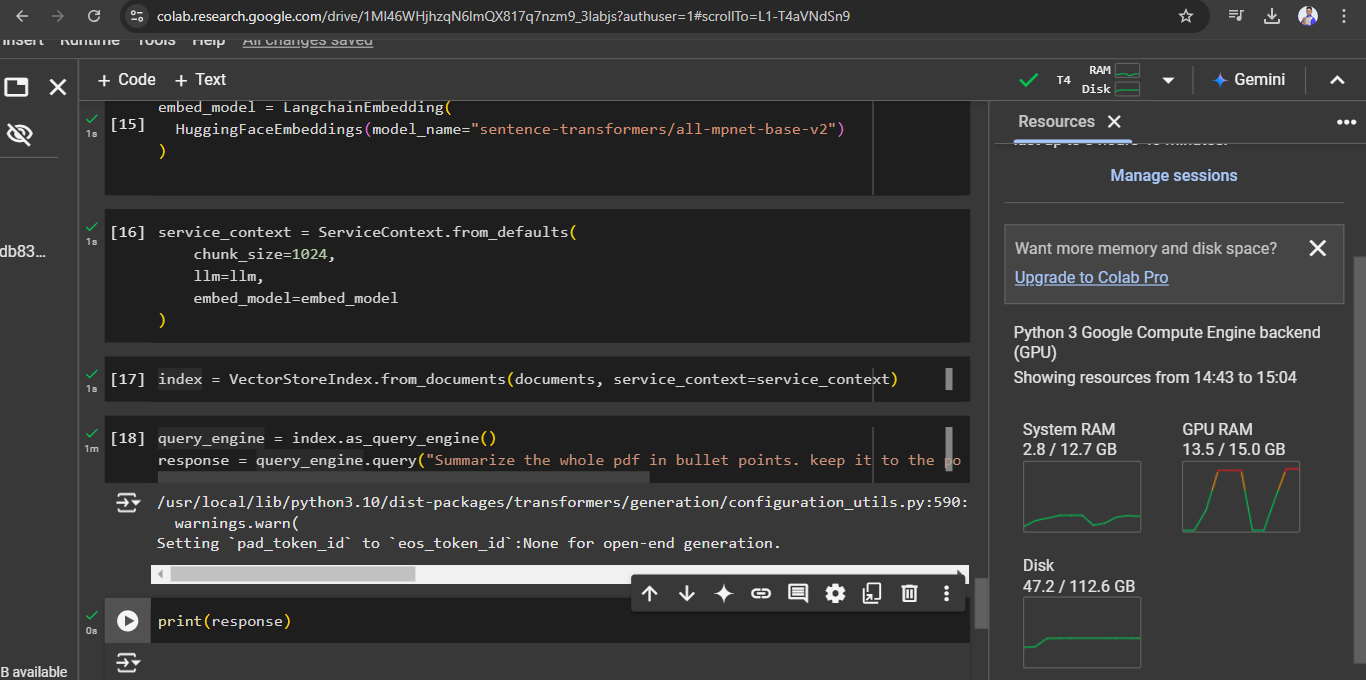 colab.research.google.com/drive/1Ml46WHjhzqN6lmQX817q7nzm9_3labjs?authuser=1#scrollTo=L1-T4aVNdSn9
Insert Runtime Tools Help All changes saved
+ Code + Text
T4 RAM Disk
Gemini
[15] embed_model = LangchainEmbedding(
1s
HuggingFaceEmbeddings(model_name="sentence-transformers/all-mpnet-base-v2")
)
[16] service_context = ServiceContext.from_defaults(
1s
chunk_size=1024,
llm=llm,
embed_model=embed_model
)
db83...
[17] index = VectorStoreIndex.from_documents(documents, service_context=service_context)
1s
[18] query_engine = index.as_query_engine()
1m
response = query_engine.query("Summarize the whole pdf in bullet points. keep it to the po
/usr/local/lib/python3.10/dist-packages/transformers/generation/configuration_utils.py:590:
warnings.warn(
Setting `pad_token_id` to `eos_token_id`:None for open-end generation.
print(response)
0s
B available
Resources
Manage sessions
Want more memory and disk space?
Upgrade to Colab Pro
Python 3 Google Compute Engine backend
(GPU)
Showing resources from 14:43 to 15:04
System RAM
2.8 / 12.7 GB
GPU RAM
13.5 / 15.0 GB
Disk
47.2 / 112.6 GB